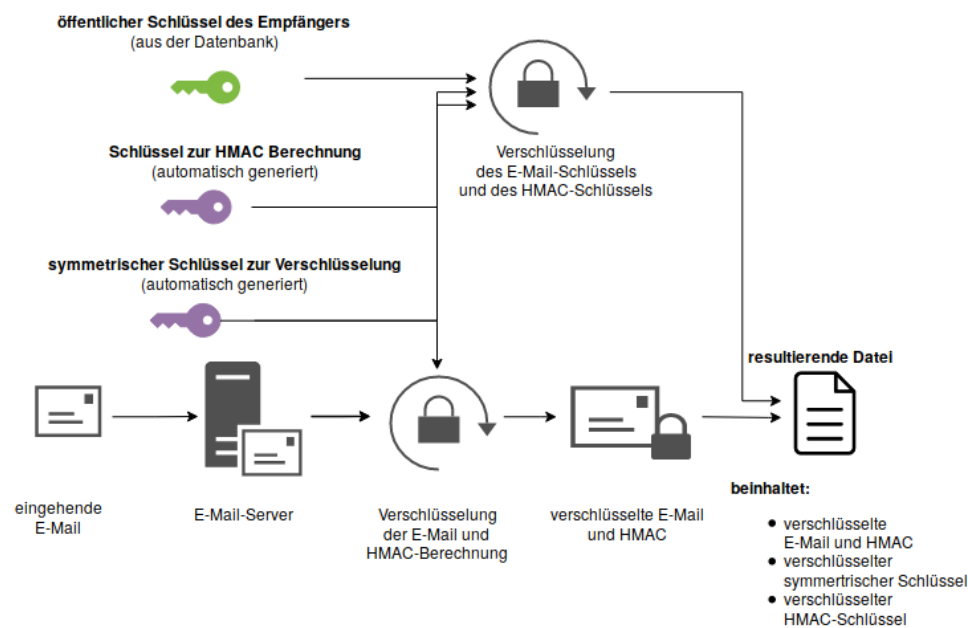 öffentlicher Schlüssel des Empfängers
(aus der Datenbank)
Schlüssel zur HMAC Berechnung
(automatisch generiert)
Verschlüsselung
des E-Mail-Schlüssels
und des HMAC-Schlüssels
symmetrischer Schlüssel zur Verschlüsselung
(automatisch generiert)
resultierende Datei
eingehende
E-Mail
E-Mail-Server
Verschlüsselung
der E-Mail und
HMAC-Berechnung
verschlüsselte E-Mail
und HMAC
beinhaltet:
● verschlüsselte
E-Mail und HMAC
● verschlüsselter
symmertrischer Schlüssel
● verschlüsselter
HMAC-Schlüssel